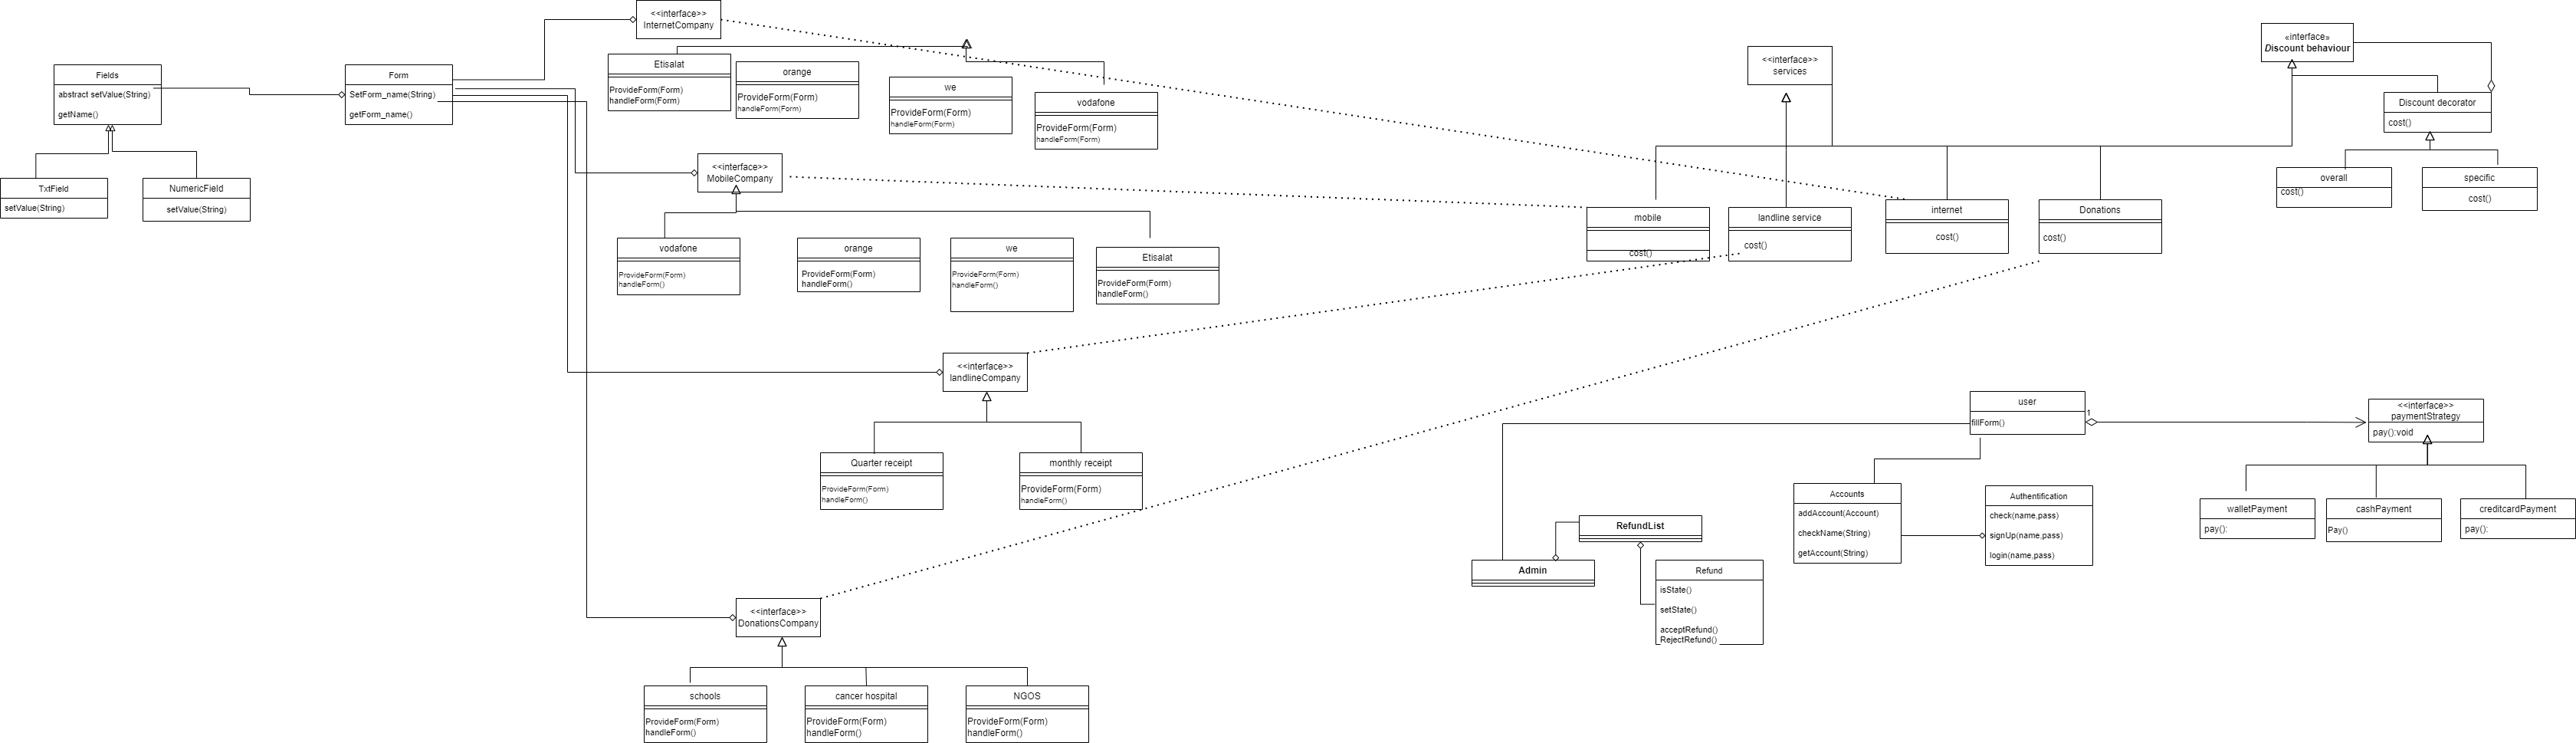 <<interface>>
InternetCompany
Etisalat
ProvideForm(Form)
handleForm(Form)
orange
ProvideForm(Form)
handleForm(Form)
we
ProvideForm(Form)
handleForm(Form)
vodafone
ProvideForm(Form)
handleForm(Form)
Fields
abstract setValue(String)
getName()
Form
SetForm_name(String)
getForm_name()
TxtField
setValue(String)
NumericField
setValue(String)
<<interface>>
MobileCompany
vodafone
ProvideForm(Form)
handleForm()
orange
ProvideForm(Form)
handleForm()
we
ProvideForm(Form)
handleForm()
Etisalat
ProvideForm(Form)
handleForm()
<<interface>>
landlineCompany
Quarter receipt
ProvideForm(Form)
handleForm()
monthly receipt
ProvideForm(Form)
handleForm()
<<interface>>
DonationsCompany
schools
ProvideForm(Form)
handleForm()
cancer hospital
ProvideForm(Form)
handleForm()
NGOS
ProvideForm(Form)
handleForm()
<<interface>>
services
«interface»
Discount behaviour
Discount decorator
cost()
overall
cost()
specific
cost()
mobile
cost()
landline service
cost()
internet
cost()
Donations
cost()
user
fillForm()
1
<<interface>>
paymentStrategy
pay():void
walletPayment
pay():
cashPayment
Pay()
creditcardPayment
pay():
Accounts
addAccount(Account)
checkName(String)
getAccount(String)
Authentification
check(name,pass)
signUp(name,pass)
login(name,pass)
RefundList
Admin
Refund
isState()
setState()
acceptRefund()
RejectRefund()